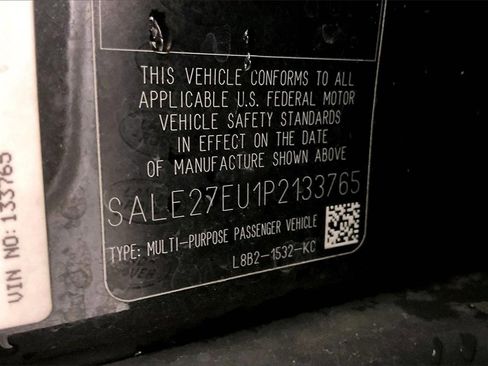 THIS VEHICLE CONFORMS TO ALL
APPLICABLE U.S. FEDERAL MOTOR
VEHICLE SAFETY STANDARDS
IN EFFECT ON THE DATE
OF MANUFACTURE SHOWN ABOVE
SALE27EU1P2133765
TYPE: MULTI-PURPOSE PASSENGER VEHICLE
L8B2-1532-KC
VIN NO: 133765